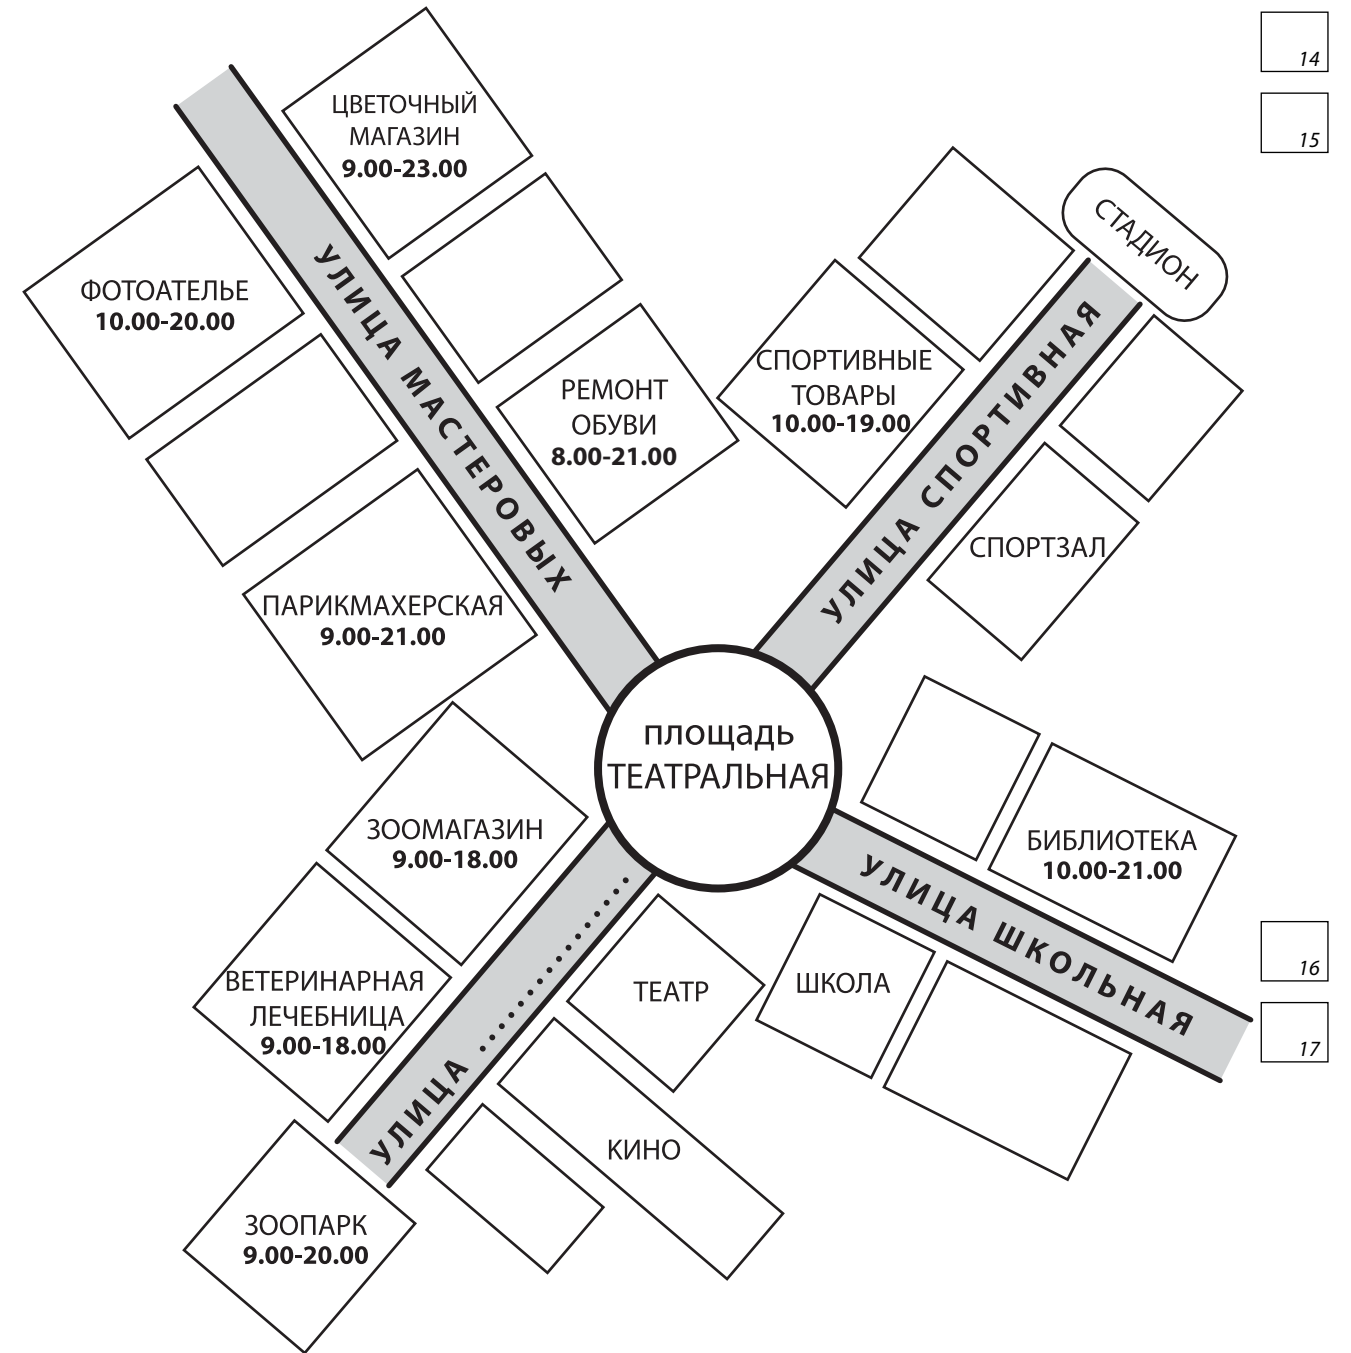 14
15
ЦВЕТОЧНЫЙ
МАГАЗИН
9.00-23.00
СТАДИОН
ФОТОАТЕЛЬЕ
10.00-20.00
УЛИЦА МАСТЕРОВЫХ
РЕМОНТ
ОБУВИ
8.00-21.00
СПОРТИВНЫЕ
ТОВАРЫ
10.00-19.00
УЛИЦА СПОРТИВНАЯ
СПОРТЗАЛ
ПАРИКМАХЕРСКАЯ
9.00-21.00
площадь
ТЕАТРАЛЬНАЯ
ЗООМАГАЗИН
9.00-18.00
БИБЛИОТЕКА
10.00-21.00
УЛИЦА ШКОЛЬНАЯ
ВЕТЕРИНАРНАЯ
ЛЕЧЕБНИЦА
9.00-18.00
УЛИЦА ................
ТЕАТР
ШКОЛА
16
17
КИНО
ЗООПАРК
9.00-20.00